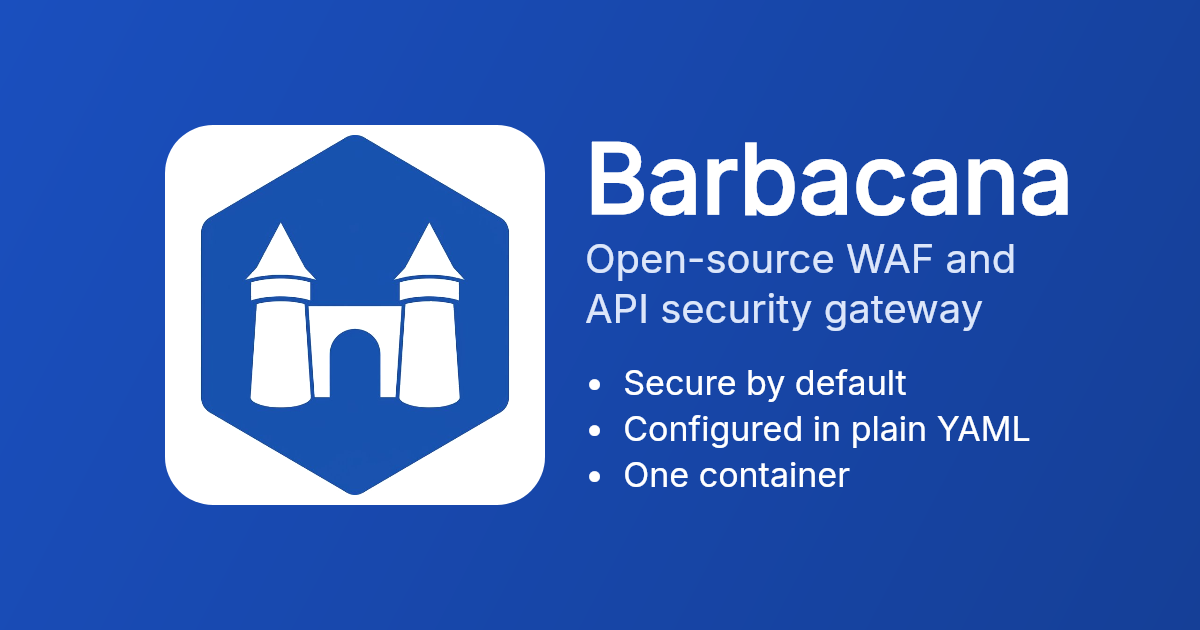 Barbacana
Open-source WAF and
API security gateway
• Secure by default
• Configured in plain YAML
• One container